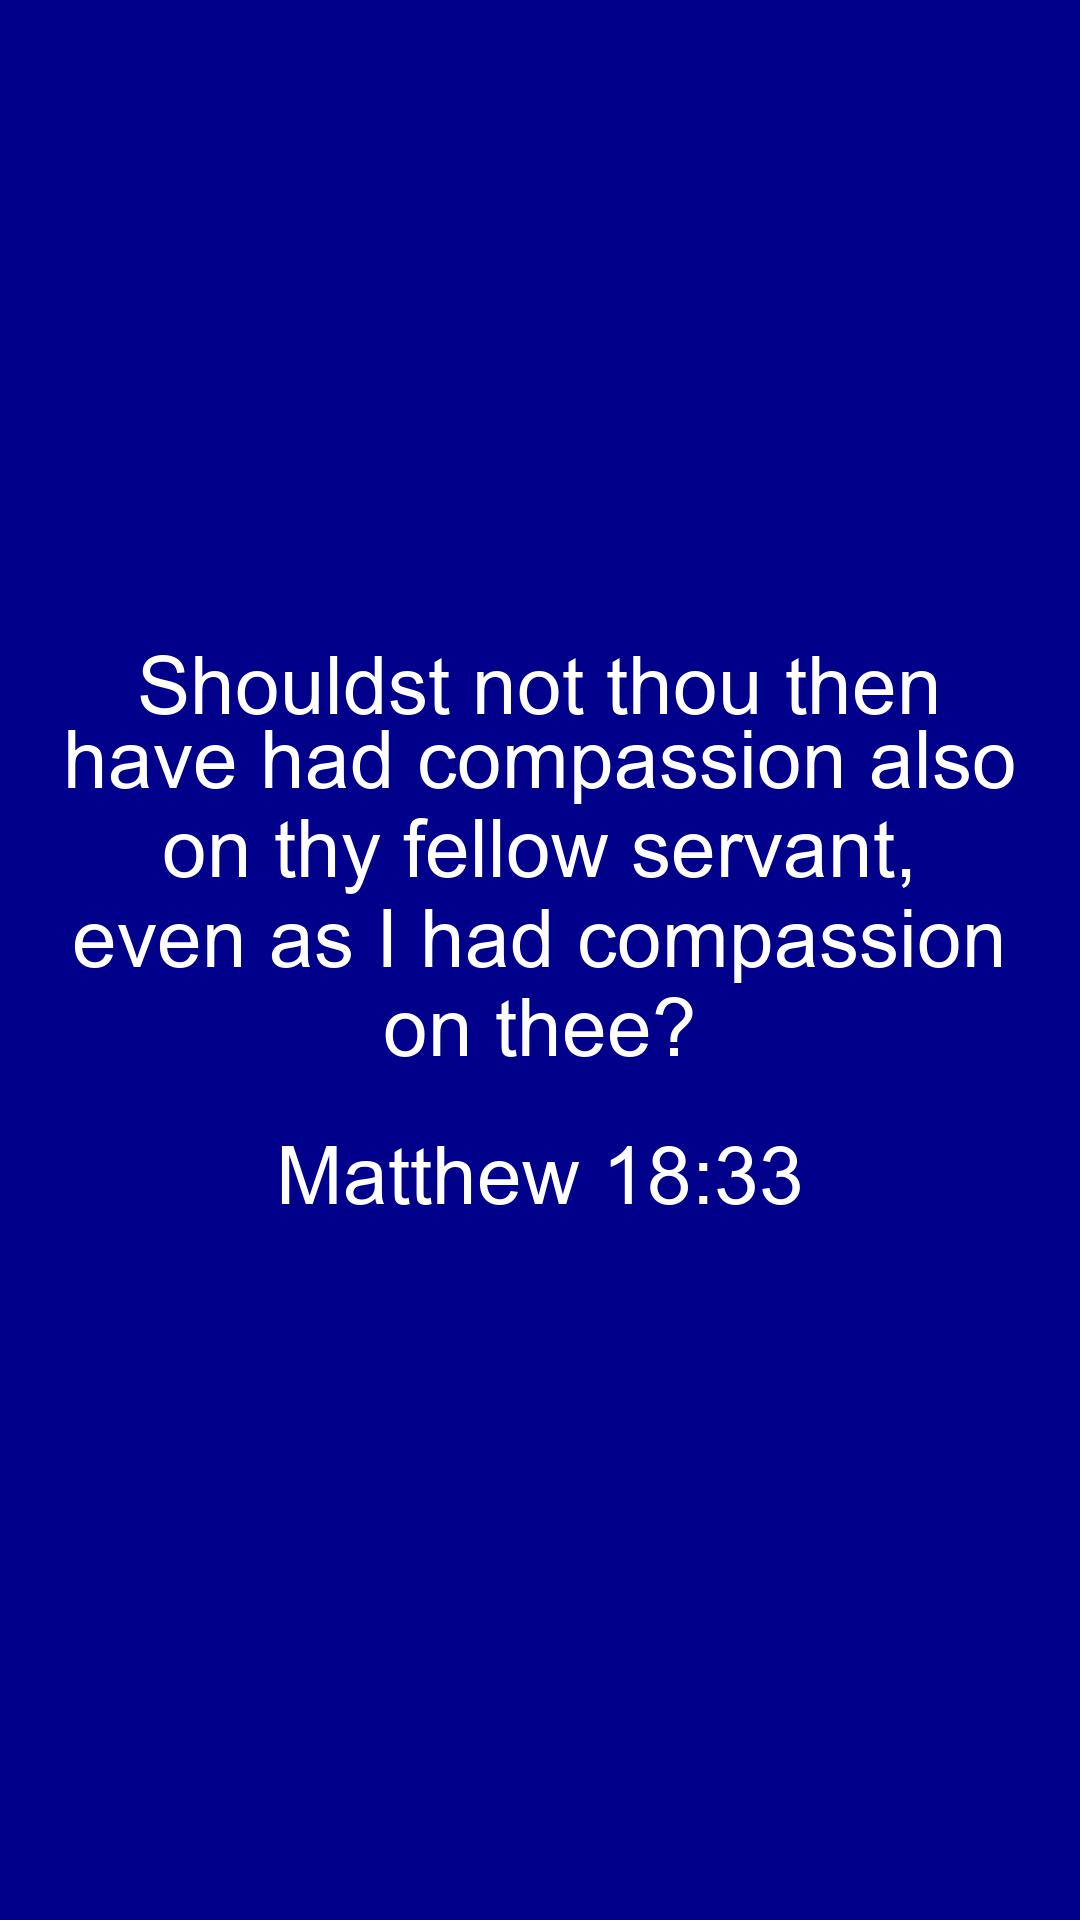 Shouldst not thou then
have had compassion also
on thy fellow servant,
even as I had compassion
on thee?
Matthew 18:33